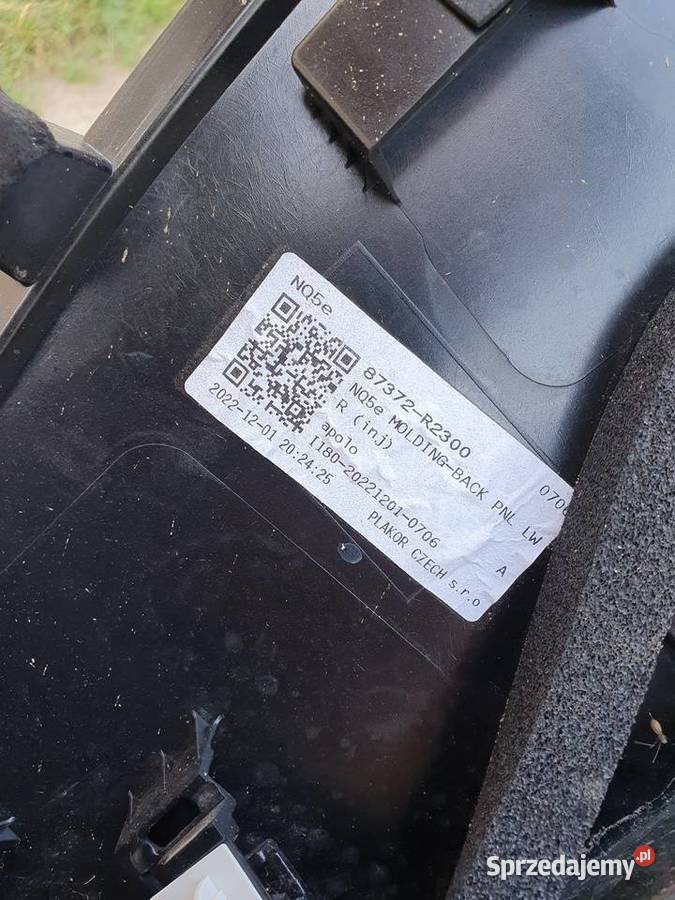 NQ5e
87372-R2300
NQ5e MOLDING-BACK PNL LW
R (inj)
apolo
I180-20221201-0706
2022-12-01 20:24:25
PLAKOR CZECH s.r.o
A
Sprzedajemy.pl